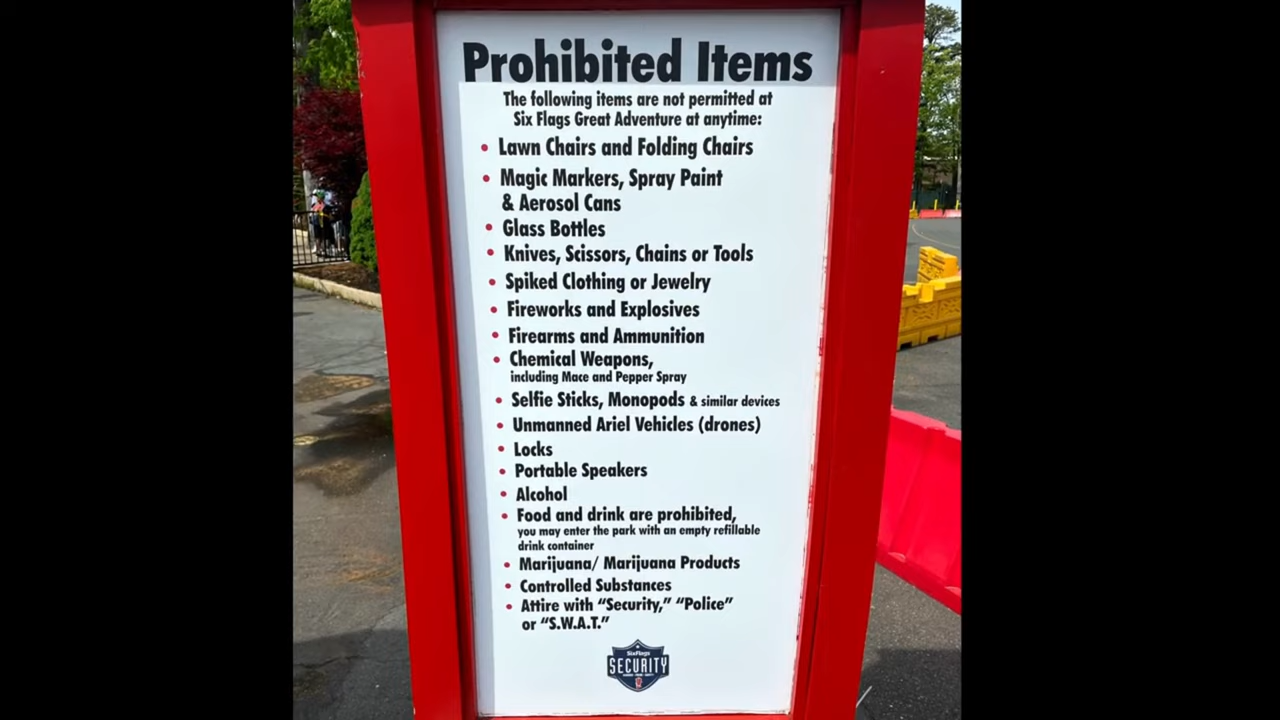 Prohibited Items
The following items are not permitted at
Six Flags Great Adventure at anytime:
• Lawn Chairs and Folding Chairs
• Magic Markers, Spray Paint
& Aerosol Cans
• Glass Bottles
• Knives, Scissors, Chains or Tools
• Spiked Clothing or Jewelry
• Fireworks and Explosives
• Firearms and Ammunition
• Chemical Weapons,
including Mace and Pepper Spray
• Selfie Sticks, Monopods & similar devices
• Unmanned Ariel Vehicles (drones)
• Locks
• Portable Speakers
• Alcohol
• Food and drink are prohibited,
you may enter the park with an empty refillable
drink container
• Marijuana/ Marijuana Products
• Controlled Substances
• Attire with “Security,” “Police”
or “S.W.A.T.”
SixFlags
SECURITY